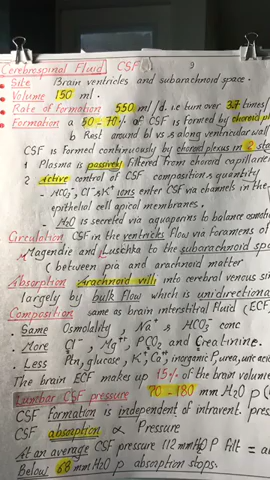 Cerebrospinal Fluid CSF 9
Site Brain ventricles and subarachnoid space.
Volume 150 ml.
Rate of formation 550 ml/d. i.e turn over 3.7 times/
Formation a 50-70% of CSF is formed by choroid pl
b Rest around bl vs s along ventricular wall
CSF is formed continuously by choroid plexus in 2 sta
1 Plasma is passively filtered from choroid capillarie
2 Active control of CSF composition s quantity
HCO3⁻, Cl⁻ s K⁺ ions enter CSF via channels in the
epithelial cell apical membranes.
H2O is secreted via aquaporins to balance osmotic
Circulation CSF in the ventricles flow via foramens of
Magendie and Luschka to the subarachnoid spa
(between pia and arachnoid matter
Absorption Arachnoid villi into cerebral venous si
largely by bulk flow which is unidirectional
Composition same as brain interstitial fluid (ECF
. Same Osmolality, Na⁺ s HCO3⁻ conc
. More Cl⁻, Mg⁺⁺, PCO2 and Creatinine.
. Less Ptn, glucose, K⁺, Ca⁺⁺, inorganic P, urea, uric acid
The brain ECF makes up 15% of the brain volume
Lumbar CSF pressure 70-180 mm H2O p (
CSF formation is independent of intravent. pres
CSF absorption ∝ Pressure
At an average CSF pressure 112 mmH2O P filt =
Below 68 mmH2O p absorption stops.